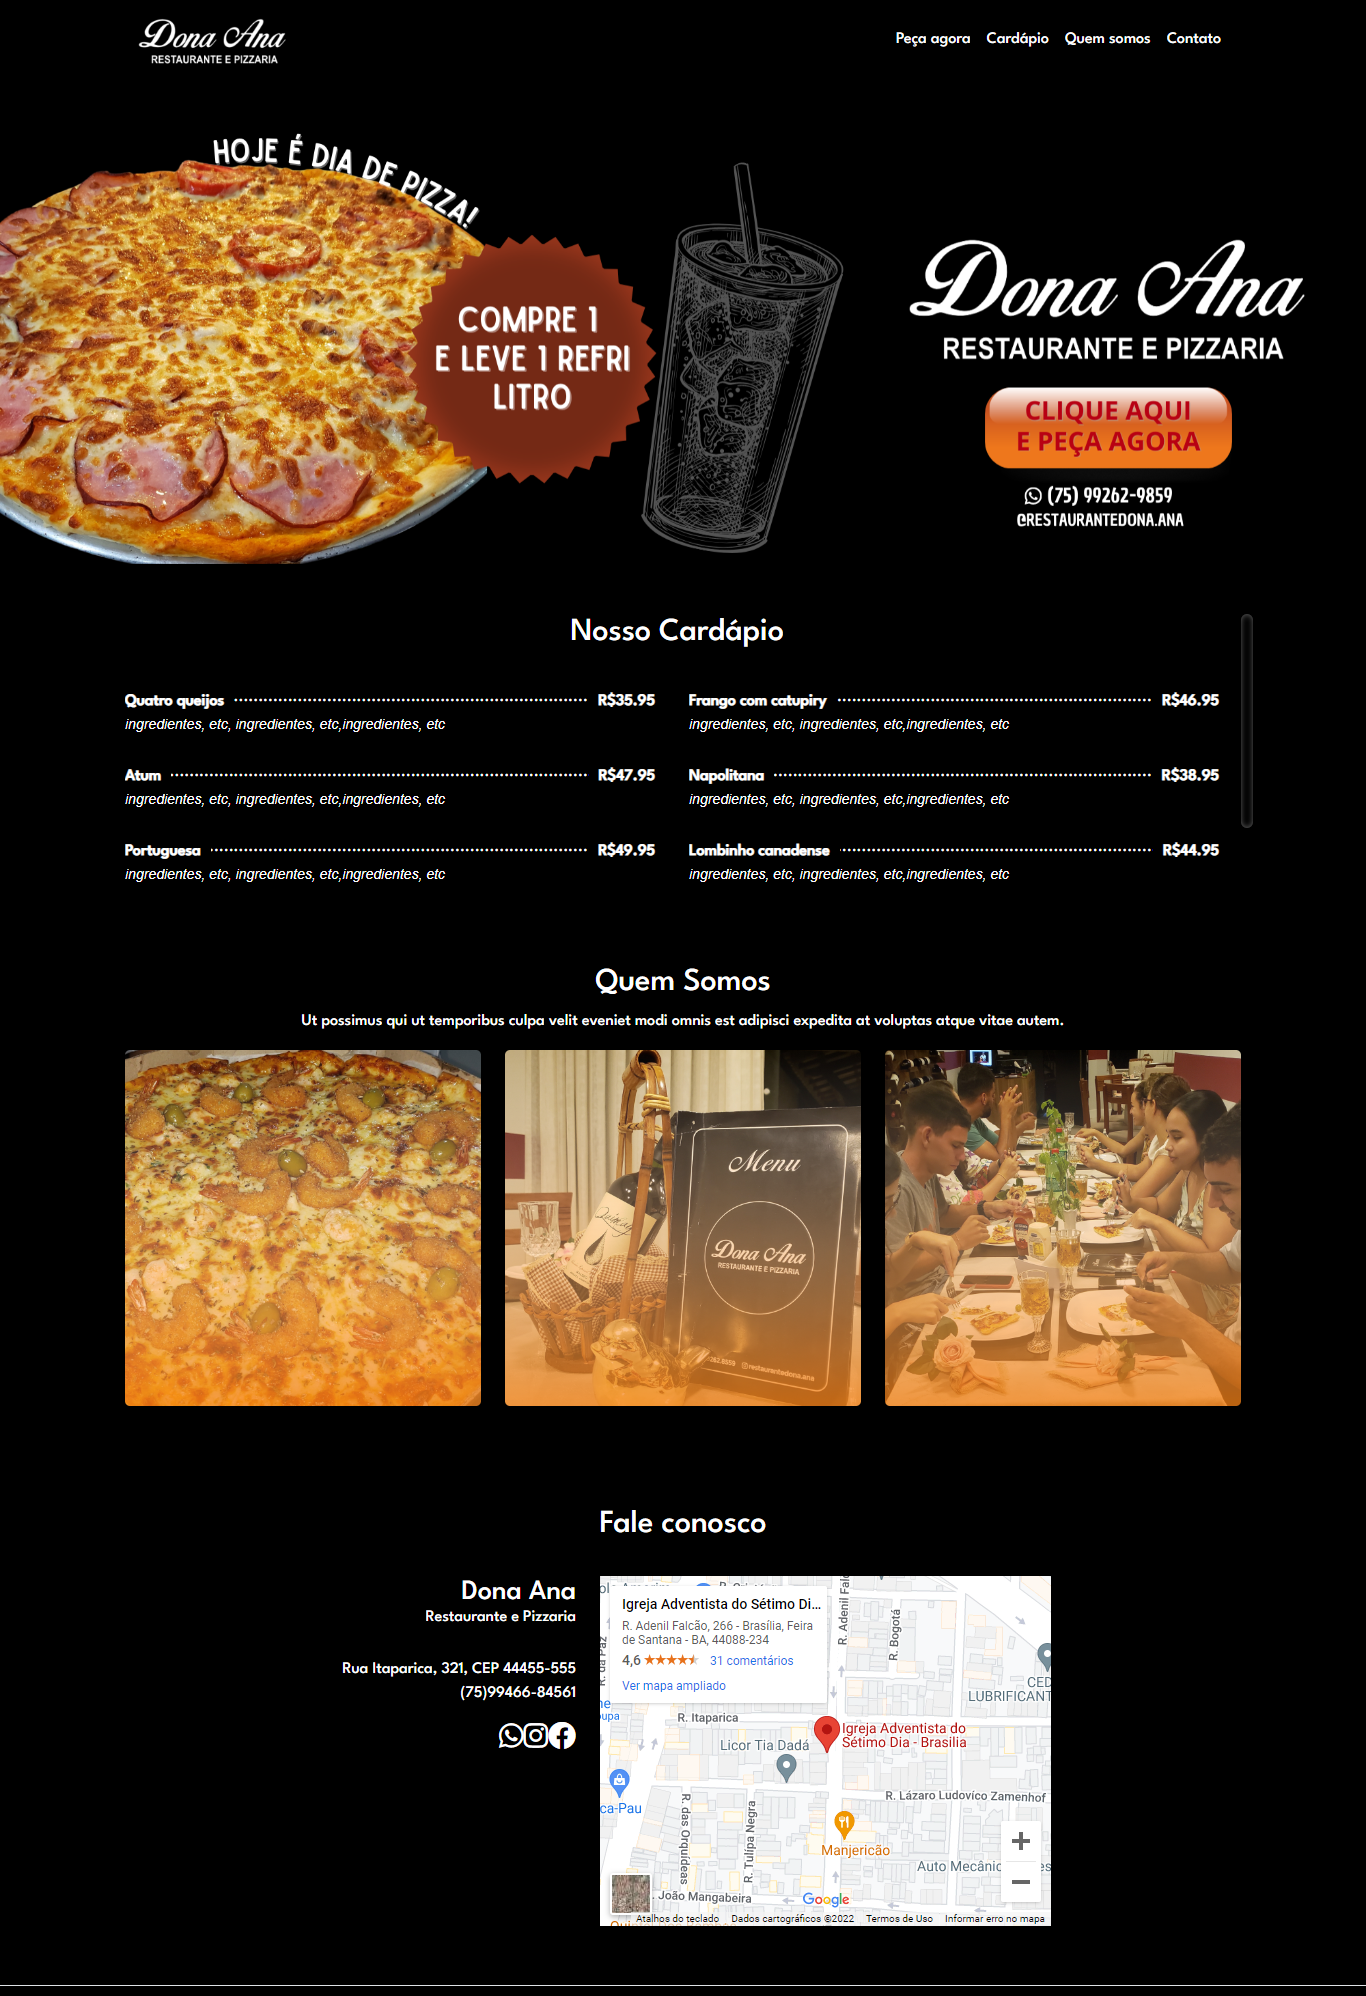 Dona Ana
RESTAURANTE E PIZZARIA
Peça agora Cardápio Quem somos Contato
HOJE É DIA DE PIZZA!
COMPRE 1
E LEVE 1 REFRI
LITRO
Dona Ana
RESTAURANTE E PIZZARIA
CLIQUE AQUI
E PEÇA AGORA
(75) 99262-9859
@RESTAURANTEDONA.ANA
Nosso Cardápio
Quatro queijos R$35.95
ingredientes, etc, ingredientes, etc,ingredientes, etc
Frango com catupiry R$46.95
ingredientes, etc, ingredientes, etc,ingredientes, etc
Atum R$47.95
ingredientes, etc, ingredientes, etc,ingredientes, etc
Napolitana R$38.95
ingredientes, etc, ingredientes, etc,ingredientes, etc
Portuguesa R$49.95
ingredientes, etc, ingredientes, etc,ingredientes, etc
Lombinho canadense R$44.95
ingredientes, etc, ingredientes, etc,ingredientes, etc
Quem Somos
Ut possimus qui ut temporibus culpa velit eveniet modi omnis est adipisci expedita at voluptas atque vitae autem.
Menu
Dona Ana
RESTAURANTE E PIZZARIA
restaurantedona.ana
Fale conosco
Dona Ana
Restaurante e Pizzaria
Rua Itaparica, 321, CEP 44455-555
(75)99466-84561
Igreja Adventista do Sétimo Di...
R. Adenil Falcão, 266 - Brasília, Feira
de Santana - BA, 44088-234
4,6 31 comentários
Ver mapa ampliado
R. Adenil Falc
R. Bogotá
R. da Paz
CED
LUBRIFICANT
R. Itaparica
Igreja Adventista do
Sétimo Dia - Brasilia
Licor Tia Dadá
R. Lázaro Ludovico Zamenhof
ca-Pau
R. das Orquídeas
R. Tulipa Negra
Manjericão
Auto Mecânic
. João Mangabeira
Google
Atalhos do teclado Dados cartográficos ©2022 Termos de Uso Informar erro no mapa